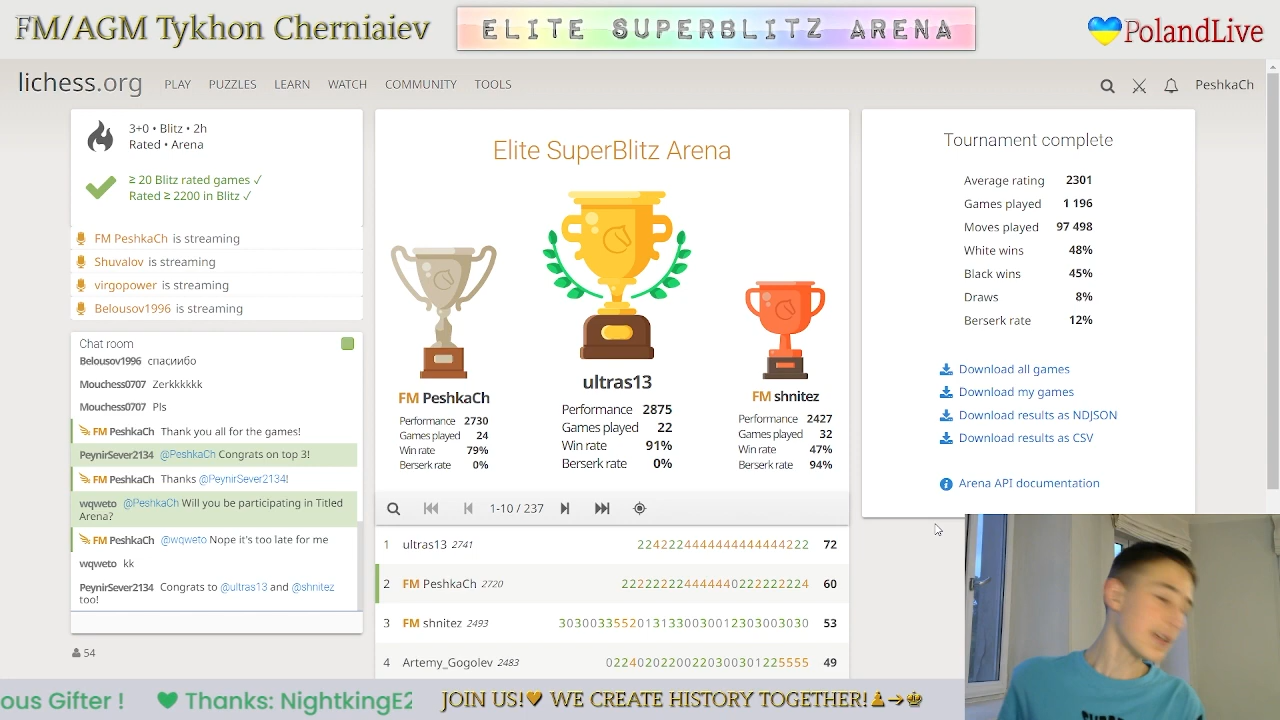 FM/AGM Tykhon Cherniaiev
ELITE SUPERBLITZ ARENA
PolandLive
lichess.org PLAY PUZZLES LEARN WATCH COMMUNITY TOOLS PeshkaCh
3+0 • Blitz • 2h
Rated • Arena
≥ 20 Blitz rated games ✓
Rated ≥ 2200 in Blitz ✓
FM PeshkaCh is streaming
Shuvalov is streaming
virgopower is streaming
Belousov1996 is streaming
Chat room
Belousov1996 спасиибо
Mouchess0707 Zerkkkkkk
Mouchess0707 Pls
FM PeshkaCh Thank you all for the games!
PeynirSever2134 @PeshkaCh Congrats on top 3!
FM PeshkaCh Thanks @PeynirSever2134!
wqweto @PeshkaCh Will you be participating in Titled
Arena?
FM PeshkaCh @wqweto Nope it's too late for me
wqweto kk
PeynirSever2134 Congrats to @ultras13 and @shnitez
too!
54
Elite SuperBlitz Arena
FM PeshkaCh
Performance 2730
Games played 24
Win rate 79%
Berserk rate 0%
ultras13
Performance 2875
Games played 22
Win rate 91%
Berserk rate 0%
FM shnitez
Performance 2427
Games played 32
Win rate 47%
Berserk rate 94%
1-10 / 237
1 ultras13 2741 2242224444444444444222 72
2 FM PeshkaCh 2720 222222224444440222222224 60
3 FM shnitez 2493 30300335520131330030012303003030 53
4 Artemy_Gogolev 2483 02240202200220300301225555 49
Tournament complete
Average rating 2301
Games played 1 196
Moves played 97 498
White wins 48%
Black wins 45%
Draws 8%
Berserk rate 12%
Download all games
Download my games
Download results as NDJSON
Download results as CSV
Arena API documentation
ous Gifter ! Thanks: NightkingE2
JOIN US! WE CREATE HISTORY TOGETHER!